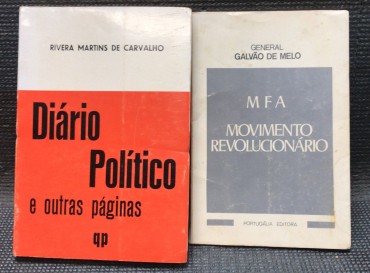 RIVERA MARTINS DE CARVALHO
Diário
Político
e outras páginas
qp
GENERAL
GALVÃO DE MELO
MFA
MOVIMENTO
REVOLUCIONÁRIO
PORTUGÁLIA EDITORA